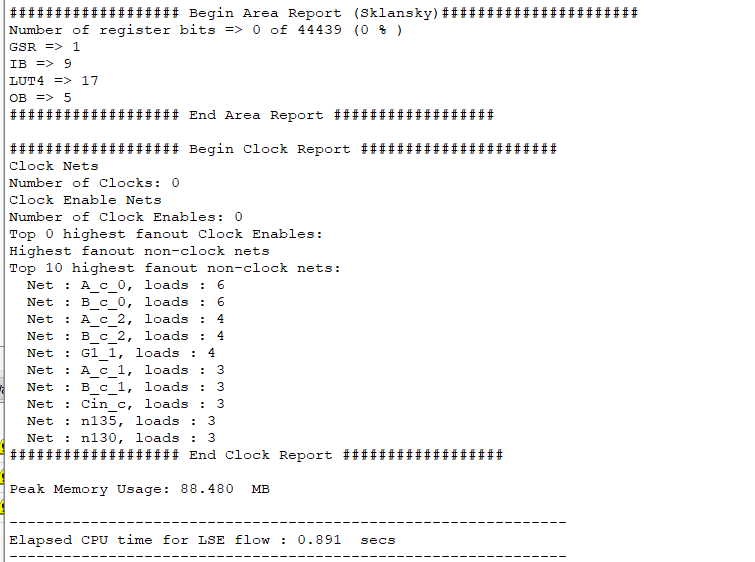 ################### Begin Area Report (Sklansky)######################
Number of register bits => 0 of 44439 (0 % )
GSR => 1
IB => 9
LUT4 => 17
OB => 5
################### End Area Report ##################
################### Begin Clock Report ######################
Clock Nets
Number of Clocks: 0
Clock Enable Nets
Number of Clock Enables: 0
Top 0 highest fanout Clock Enables:
Highest fanout non-clock nets
Top 10 highest fanout non-clock nets:
Net : A_c_0, loads : 6
Net : B_c_0, loads : 6
Net : A_c_2, loads : 4
Net : B_c_2, loads : 4
Net : G1_1, loads : 4
Net : A_c_1, loads : 3
Net : B_c_1, loads : 3
Net : Cin_c, loads : 3
Net : n135, loads : 3
Net : n130, loads : 3
################### End Clock Report ##################
Peak Memory Usage: 88.480  MB
--------------------------------------------------------------
Elapsed CPU time for LSE flow : 0.891  secs
--------------------------------------------------------------